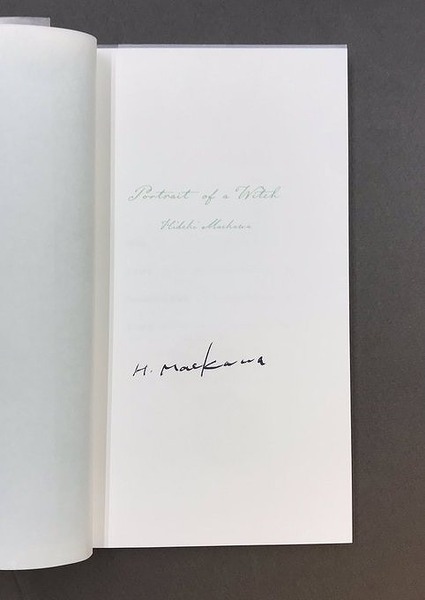 Portrait of a Witch
Hideki Maekawa
H. Maekawa